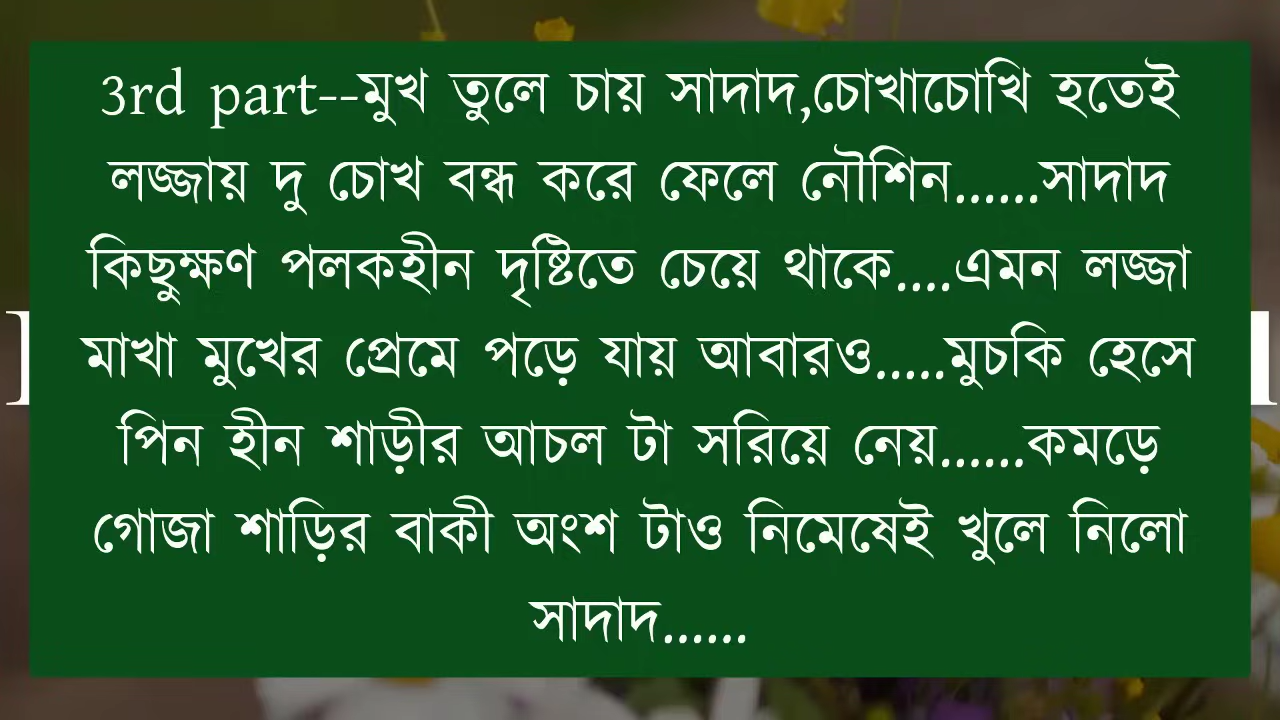 3rd part--মুখ তুলে চায় সাদাদ,চোখাচোখি হতেই
লজ্জায় দু চোখ বন্ধ করে ফেলে নৌশিন......সাদাদ
কিছুক্ষণ পলকহীন দৃষ্টিতে চেয়ে থাকে....এমন লজ্জা
মাখা মুখের প্রেমে পড়ে যায় আবারও.....মুচকি হেসে
পিন হীন শাড়ীর আচল টা সরিয়ে নেয়......কমড়ে
গোজা শাড়ির বাকী অংশ টাও নিমেষেই খুলে নিলো
সাদাদ......